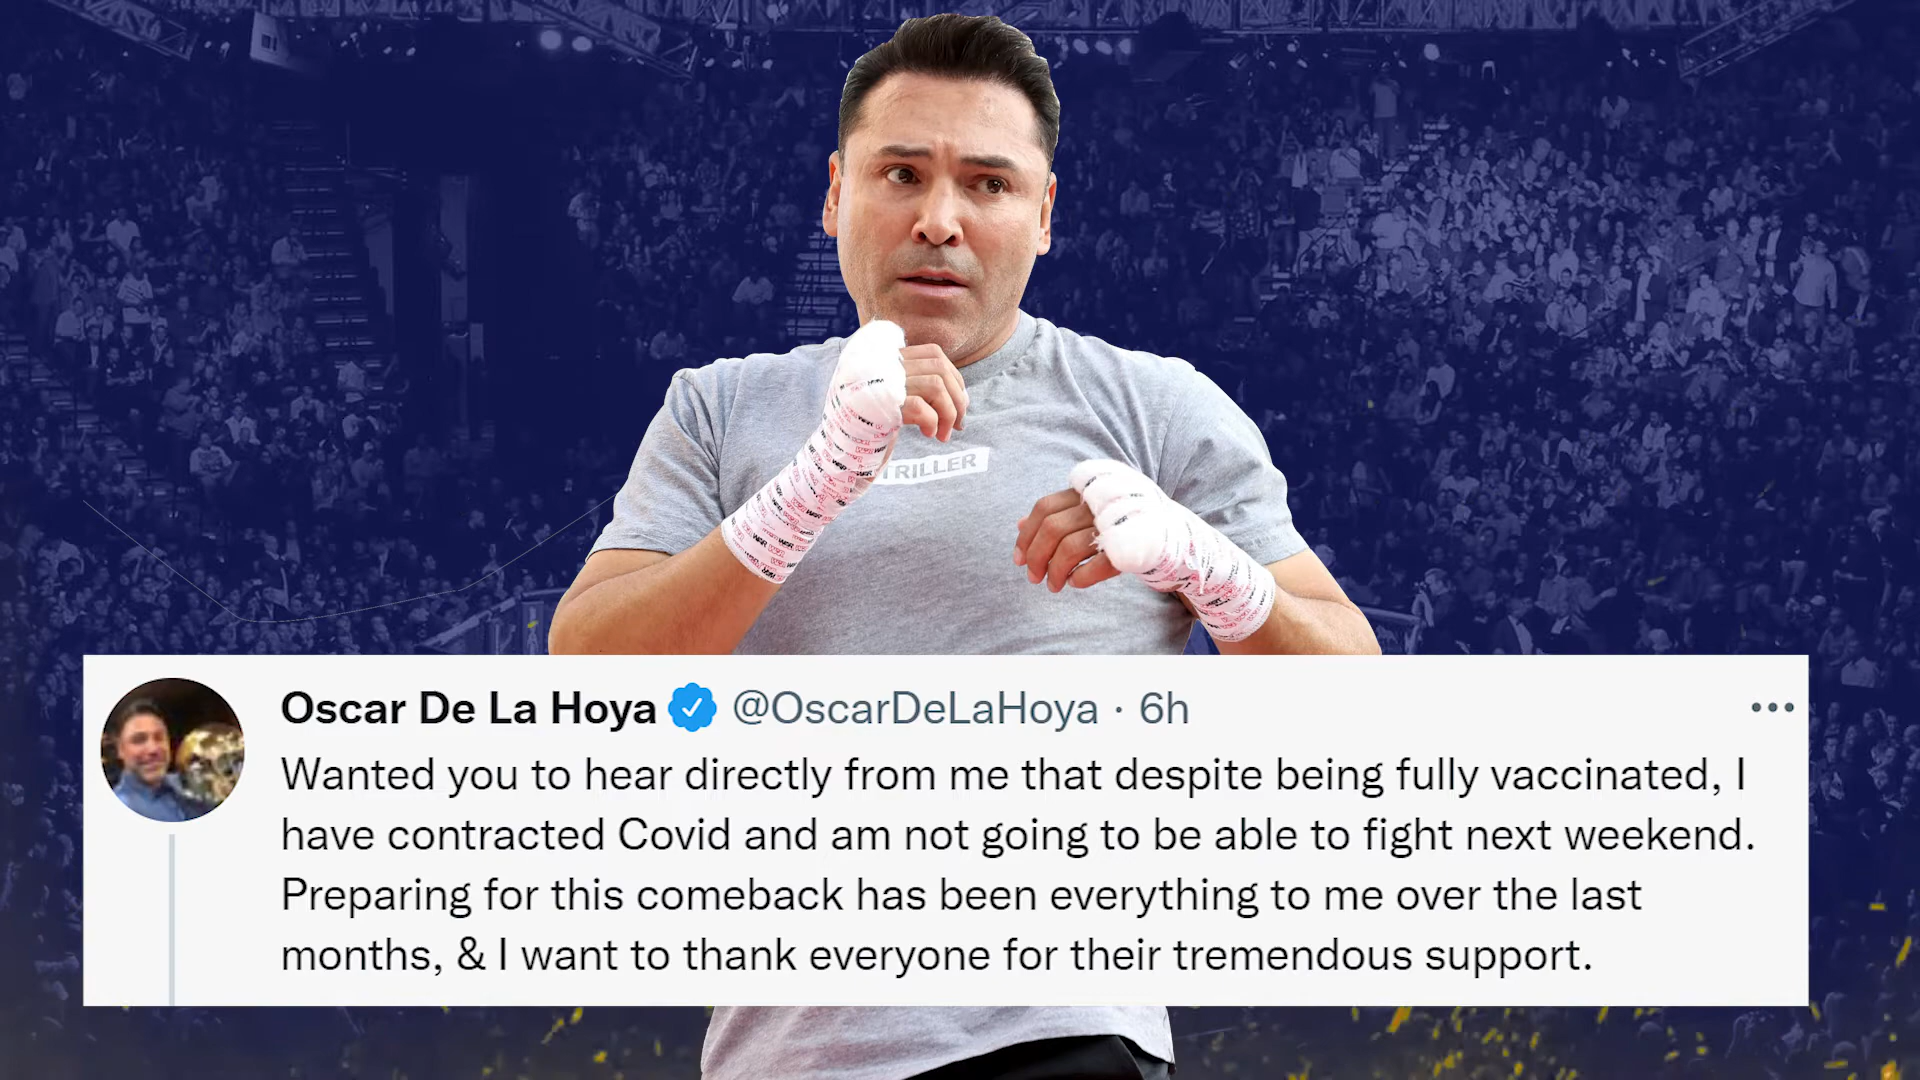 TRILLER
Oscar De La Hoya @OscarDeLaHoya · 6h
Wanted you to hear directly from me that despite being fully vaccinated, I
have contracted Covid and am not going to be able to fight next weekend.
Preparing for this comeback has been everything to me over the last
months, & I want to thank everyone for their tremendous support.